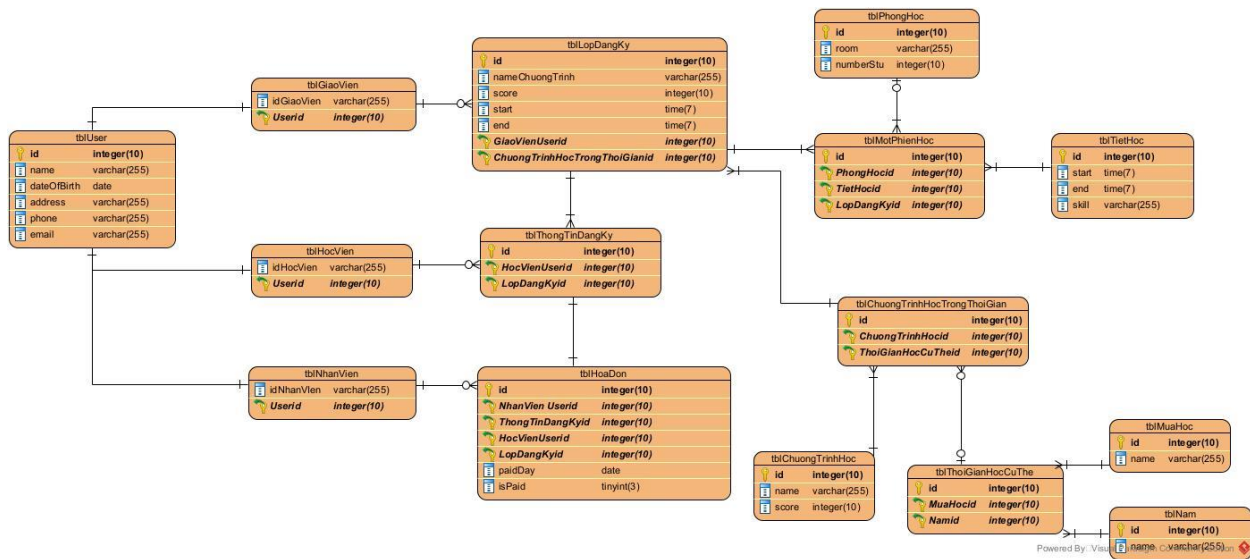 tblUser
id integer(10)
name varchar(255)
dateOfBirth date
address varchar(255)
phone varchar(255)
email varchar(255)
tblGiaoVien
idGiaoVien varchar(255)
Userid integer(10)
tblHocVien
idHocVien varchar(255)
Userid integer(10)
tblNhanVien
idNhanVIen varchar(255)
Userid integer(10)
tblLopDangKy
id integer(10)
nameChuongTrinh varchar(255)
score integer(10)
start time(7)
end time(7)
GiaoVienUserid integer(10)
ChuongTrinhHocTrongThoiGianid integer(10)
tblThongTinDangKy
id integer(10)
HocVienUserid integer(10)
LopDangKyid integer(10)
tblHoaDon
id integer(10)
NhanVien Userid integer(10)
ThongTinDangKyid integer(10)
HocVienUserid integer(10)
LopDangKyid integer(10)
paidDay date
isPaid tinyint(3)
tblPhongHoc
id integer(10)
room varchar(255)
numberStu integer(10)
tblMotPhienHoc
id integer(10)
PhongHocid integer(10)
TietHocid integer(10)
LopDangKyid integer(10)
tblTietHoc
id integer(10)
start time(7)
end time(7)
skill varchar(255)
tblChuongTrinhHocTrongThoiGian
id integer(10)
ChuongTrinhHocid integer(10)
ThoiGianHocCuTheid integer(10)
tblChuongTrinhHoc
id integer(10)
name varchar(255)
score integer(10)
tblThoiGianHocCuThe
id integer(10)
MuaHocid integer(10)
Namid integer(10)
tblMuaHoc
id integer(10)
name varchar(255)
tblNam
id integer(10)
name varchar(255)
Powered By: Visual Paradigm Community Edition